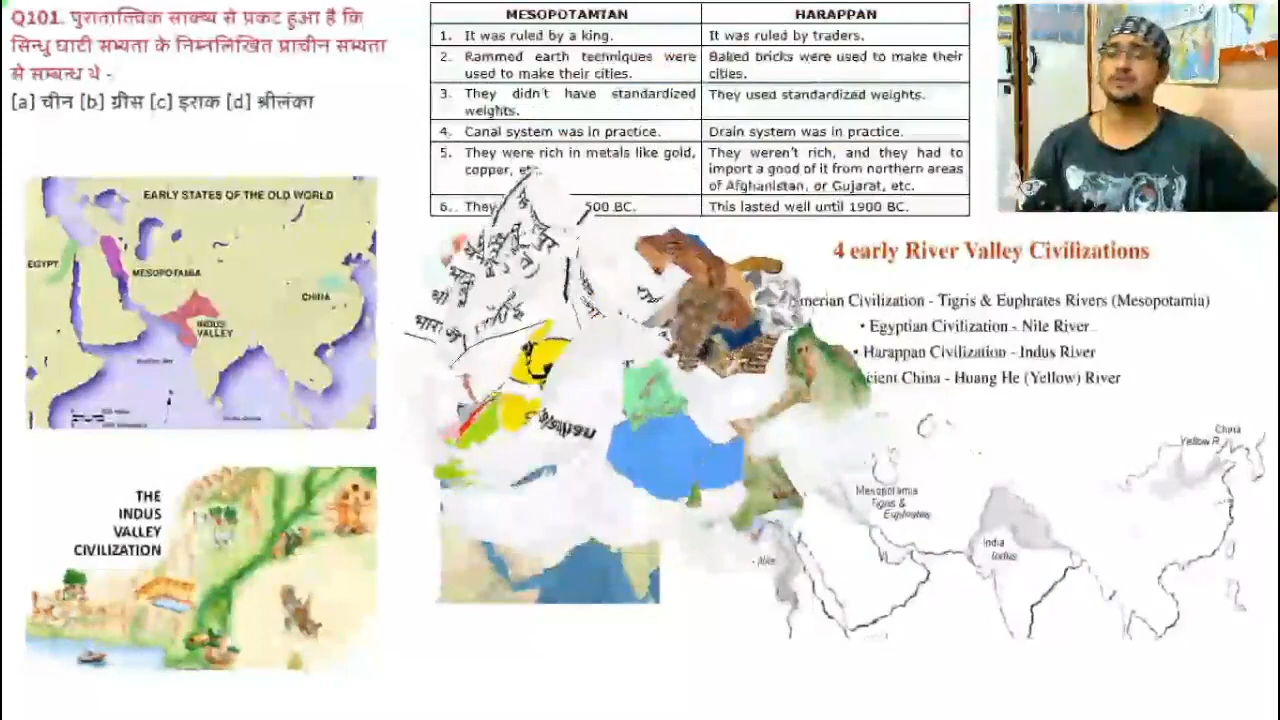 Q101. पुरातात्विक साक्ष्य से प्रकट हुआ है कि
सिन्धु घाटी सभ्यता के निम्नलिखित प्राचीन सभ्यता
से सम्बन्ध थे -
[a] चीन [b] ग्रीस [c] इराक [d] श्रीलंका
MESOPOTAMIAN HARAPPAN
1. It was ruled by a king. It was ruled by traders.
2. Rammed earth techniques were Baked bricks were used to make their
used to make their cities. cities.
3. They didn't have standardized They used standardized weights.
weights.
4. Canal system was in practice. Drain system was in practice.
5. They were rich in metals like gold, They weren't rich, and they had to
copper, import a good of it from northern areas
of Afghanistan, or Gujarat, etc.
6. They 500 BC. This lasted well until 1900 BC.
EARLY STATES OF THE OLD WORLD
EGYPT
MESOPOTAMIA
CHINA
INDUS
VALLEY
THE
INDUS
VALLEY
CIVILIZATION
4 early River Valley Civilizations
merian Civilization - Tigris & Euphrates Rivers (Mesopotamia)
• Egyptian Civilization - Nile River
• Harappan Civilization - Indus River
cient China - Huang He (Yellow) River
China
Yellow R.
Mesopotamia
Tigris &
Euphrates
India
Indus
- Nile